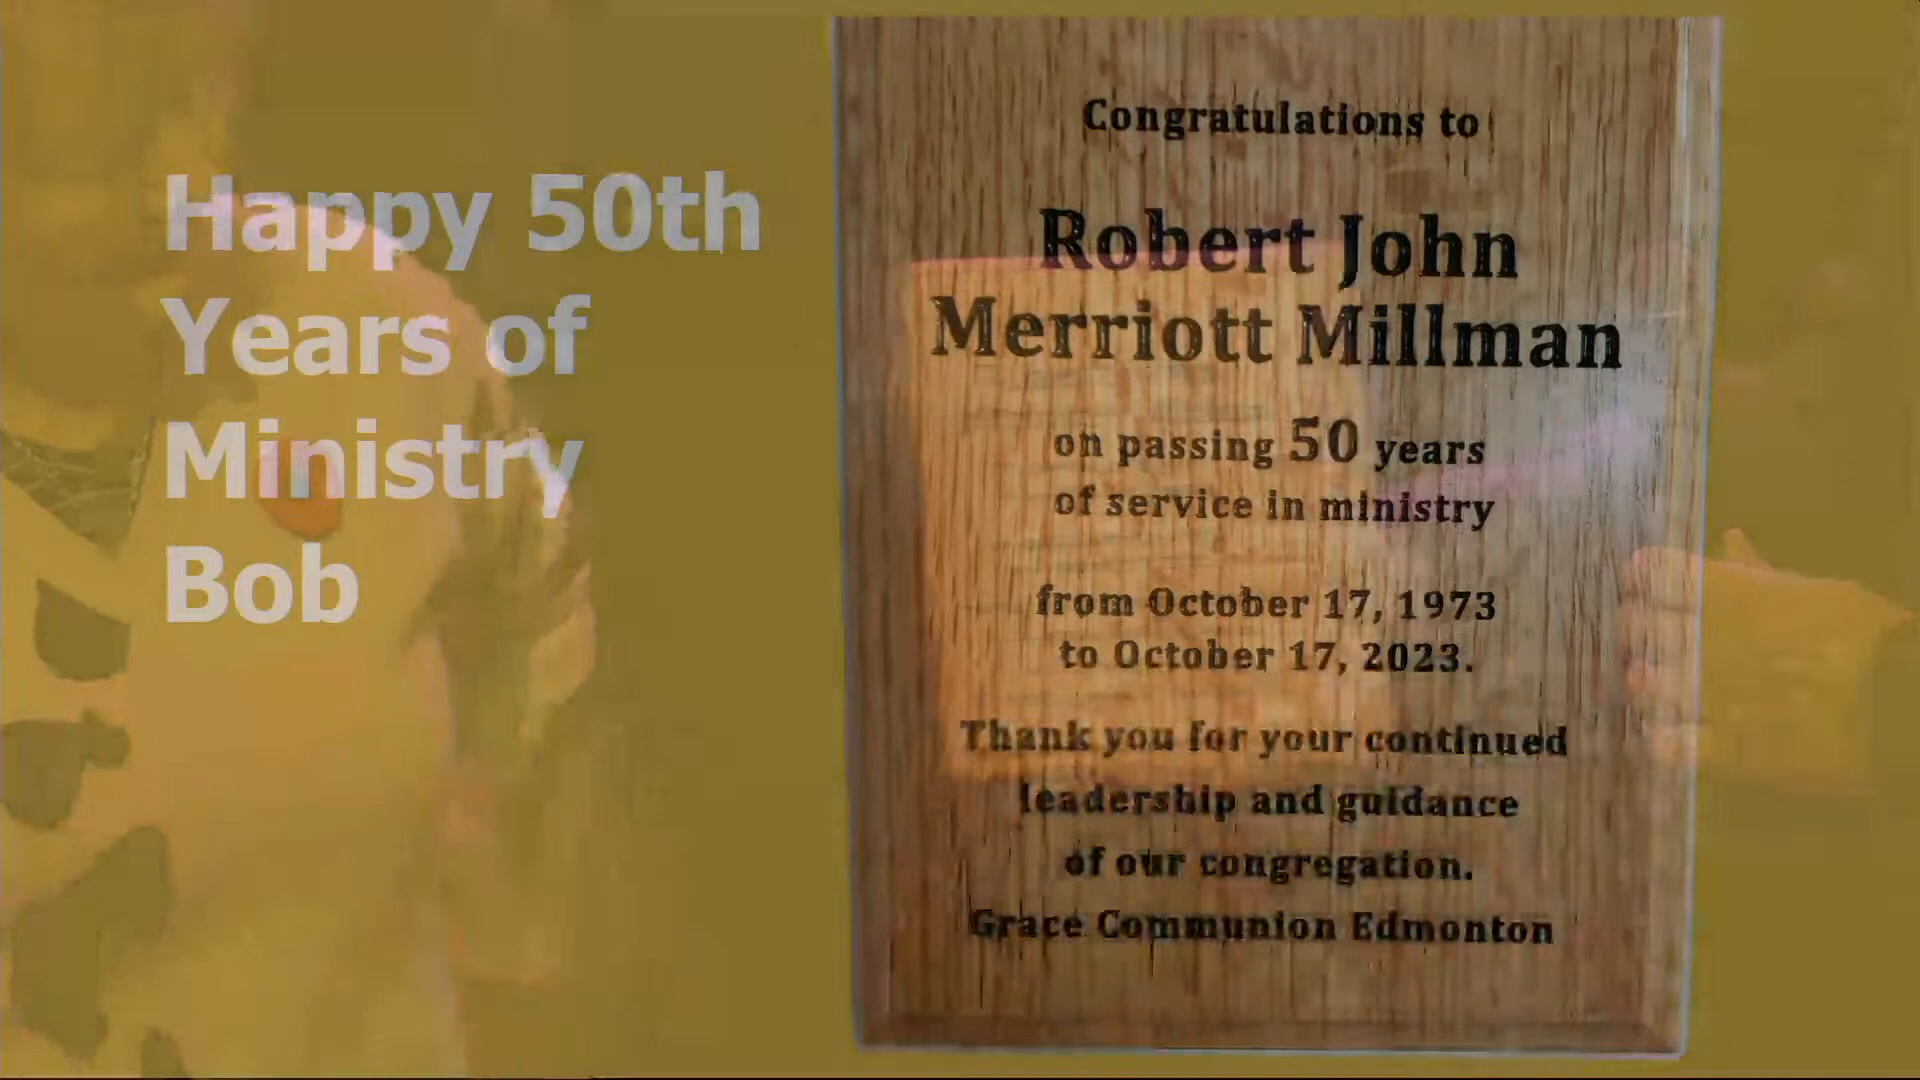 Happy 50th
Years of
Ministry
Bob
Congratulations to
Robert John
Merriott Millman
on passing 50 years
of service in ministry
from October 17, 1973
to October 17, 2023.
Thank you for your continued
leadership and guidance
of our congregation.
Grace Communion Edmonton